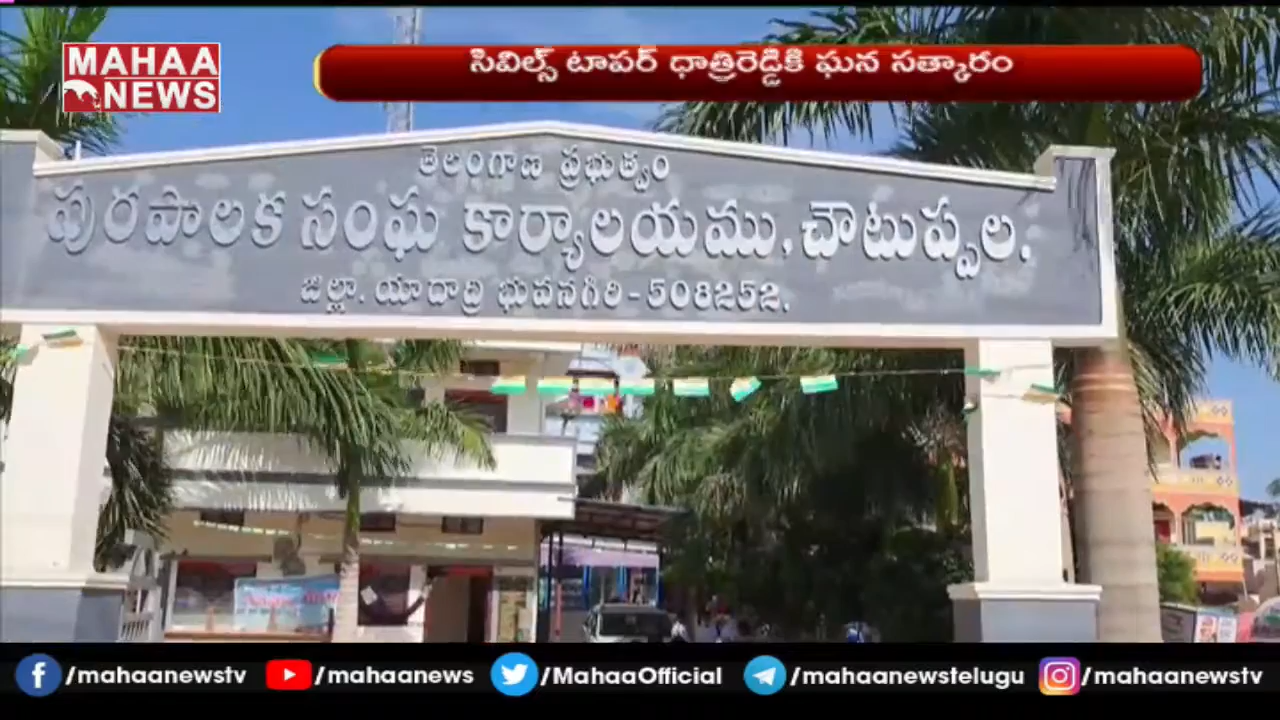 MAHAA
NEWS
సివిల్స్ టాపర్ ధాత్రిరెడ్డికి ఘన సత్కారం
తెలంగాణ ప్రభుత్వం
పురపాలక సంఘ కార్యాలయము, చౌటుప్పల.
జిల్లా. యాదాద్రి భువనగిరి-508252.
/mahaanewstv /mahaanews /MahaaOfficial /mahaanewstelugu /mahaanewstv